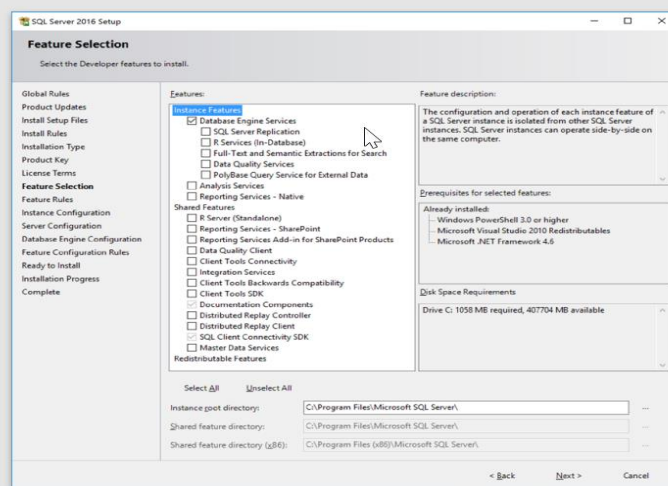 SQL Server 2016 Setup
Feature Selection
Select the Developer features to install.
Global Rules
Product Updates
Install Setup Files
Install Rules
Installation Type
Product Key
License Terms
Feature Selection
Feature Rules
Instance Configuration
Server Configuration
Database Engine Configuration
Feature Configuration Rules
Ready to Install
Installation Progress
Complete
Features:
Instance Features
Database Engine Services
SQL Server Replication
R Services (In-Database)
Full-Text and Semantic Extractions for Search
Data Quality Services
PolyBase Query Service for External Data
Analysis Services
Reporting Services - Native
Shared Features
R Server (Standalone)
Reporting Services - SharePoint
Reporting Services Add-in for SharePoint Products
Data Quality Client
Client Tools Connectivity
Integration Services
Client Tools Backwards Compatibility
Client Tools SDK
Documentation Components
Distributed Replay Controller
Distributed Replay Client
SQL Client Connectivity SDK
Master Data Services
Redistributable Features
Feature description:
The configuration and operation of each instance feature of
a SQL Server instance is isolated from other SQL Server
instances. SQL Server instances can operate side-by-side on
the same computer.
Prerequisites for selected features:
Already installed:
Windows PowerShell 3.0 or higher
Microsoft Visual Studio 2010 Redistributables
Microsoft .NET Framework 4.6
Disk Space Requirements
Drive C: 1058 MB required, 407704 MB available
Select All Unselect All
Instance root directory: C:\Program Files\Microsoft SQL Server\ ...
Shared feature directory: C:\Program Files\Microsoft SQL Server\ ...
Shared feature directory (x86): C:\Program Files (x86)\Microsoft SQL Server\ ...
< Back Next > Cancel